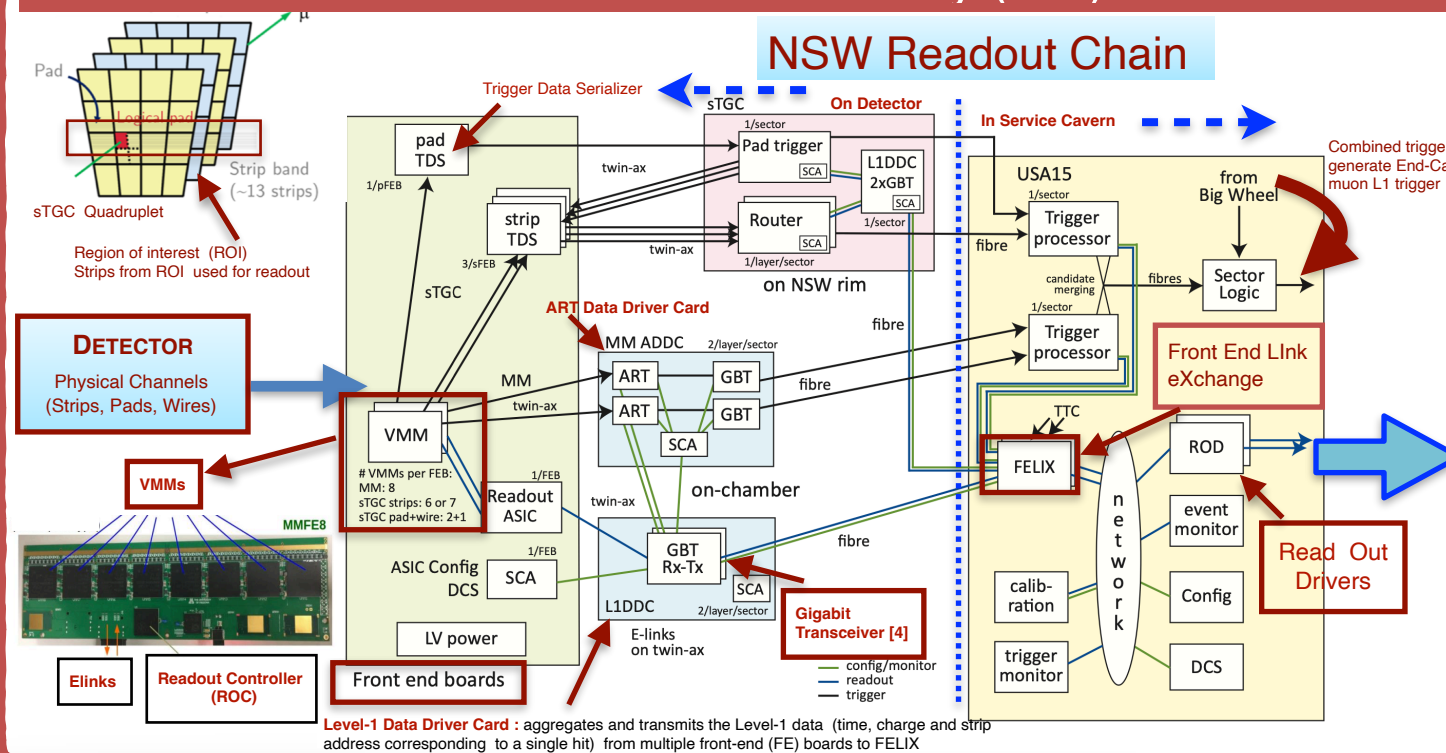 NSW Readout Chain
μ
Pad
Logical pad
Strip band
(~13 strips)
sTGC Quadruplet
Region of interest (ROI)
Strips from ROI used for readout
Trigger Data Serializer
On Detector
In Service Cavern
DETECTOR
Physical Channels
(Strips, Pads, Wires)
pad
TDS
1/pFEB
strip
TDS
3/sFEB
sTGC
twin-ax
twin-ax
sTGC
1/sector
Pad trigger
SCA
L1DDC
2xGBT
SCA
1/sector
Router
SCA
1/layer/sector
on NSW rim
fibre
USA15
1/sector
Trigger
processor
candidate
merging
1/sector
Trigger
processor
from
Big Wheel
fibres
Sector
Logic
Combined trigge
generate End-Ca
muon L1 trigger
ART Data Driver Card
MM ADDC
2/layer/sector
ART
GBT
ART
GBT
SCA
MM
twin-ax
fibre
fibre
on-chamber
VMM
# VMMs per FEB:
MM: 8
sTGC strips: 6 or 7
sTGC pad+wire: 2+1
VMMs
MMFE8
Elinks
Readout Controller
(ROC)
1/FEB
Readout
ASIC
1/FEB
ASIC Config
DCS
SCA
LV power
Front end boards
twin-ax
GBT
Rx-Tx
SCA
L1DDC
2/layer/sector
E-links
on twin-ax
fibre
Gigabit
Transceiver [4]
config/monitor
readout
trigger
Front End LInk
eXchange
TTC
FELIX
network
ROD
event
monitor
Config
DCS
calib-
ration
trigger
monitor
Read Out
Drivers
Level-1 Data Driver Card : aggregates and transmits the Level-1 data (time, charge and strip
address corresponding to a single hit) from multiple front-end (FE) boards to FELIX